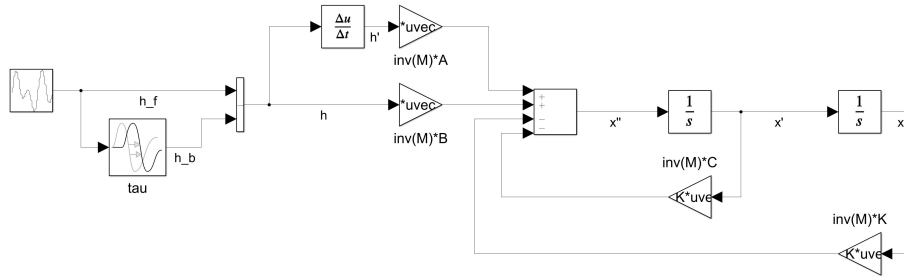 Δu
Δt
*uvec
h'
inv(M)*A
h_f
*uvec
h
inv(M)*B
h_b
tau
+
+
−
−
x"
1
s
x'
1
s
x
inv(M)*C
K*uve
inv(M)*K
K*uve